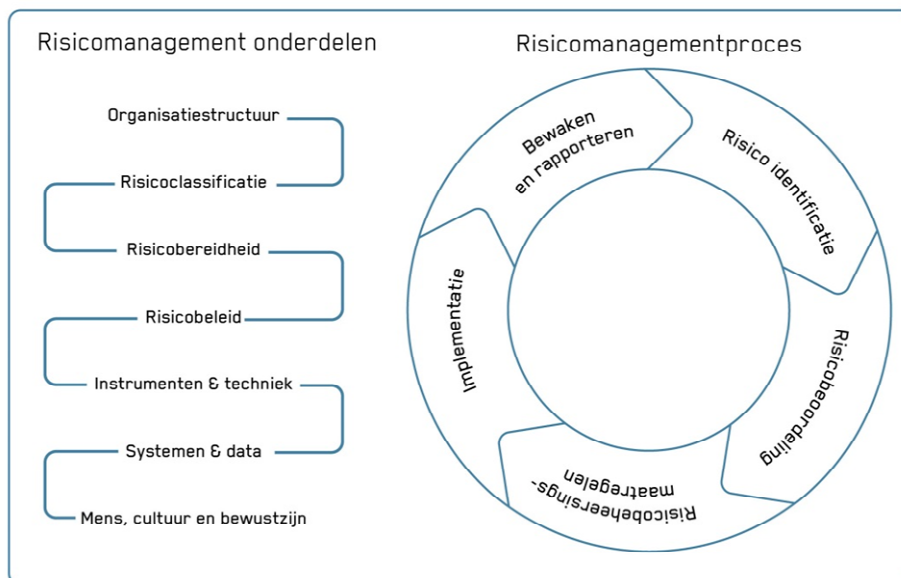 Risicomanagement onderdelen
Organisatiestructuur
Risicoclassificatie
Risicobereidheid
Risicobeleid
Instrumenten & techniek
Systemen & data
Mens, cultuur en bewustzijn
Risicomanagementproces
Bewaken
en rapporteren
Risico identificatie
Risicobeoordeling
Risicobeheersings-
maatregelen
Implementatie